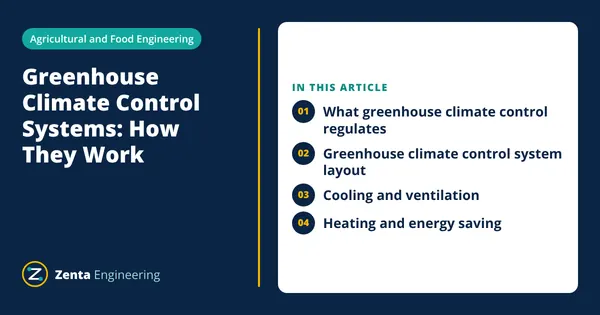 Agricultural and Food Engineering
Greenhouse
Climate Control
Systems: How
They Work
Zenta Engineering
IN THIS ARTICLE
01 What greenhouse climate control
regulates
02 Greenhouse climate control system
layout
03 Cooling and ventilation
04 Heating and energy saving